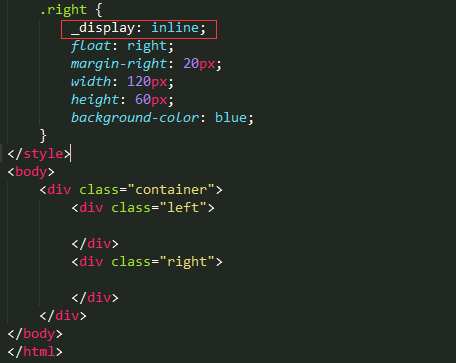 .right {
_display: inline;
float: right;
margin-right: 20px;
width: 120px;
height: 60px;
background-color: blue;
}
</style>
<body>
<div class="container">
<div class="left">
</div>
<div class="right">
</div>
</div>
</body>
</html>